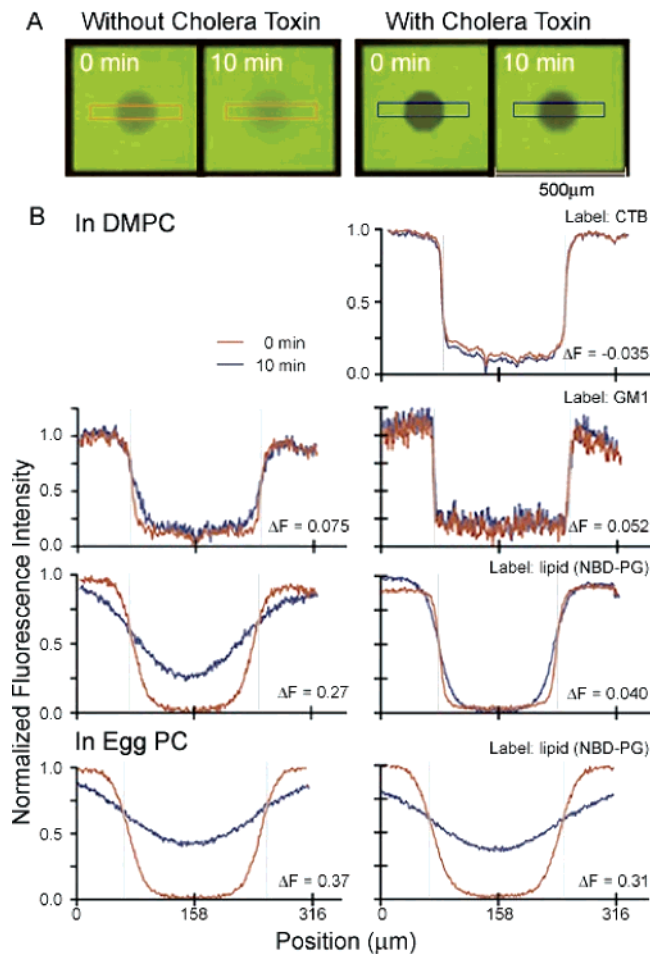 A
Without Cholera Toxin
With Cholera Toxin
0 min
10 min
0 min
10 min
500μm
B
In DMPC
Label: CTB
1.0
0.5
0.0
ΔF = -0.035
0 min
10 min
Label: GM1
1.0
0.5
0.0
ΔF = 0.075
ΔF = 0.052
Label: lipid (NBD-PG)
1.0
0.5
0.0
ΔF = 0.27
ΔF = 0.040
In Egg PC
Label: lipid (NBD-PG)
1.0
0.5
0.0
ΔF = 0.37
ΔF = 0.31
0
158
316
0
158
316
Position (μm)
Normalized Fluorescence Intensity